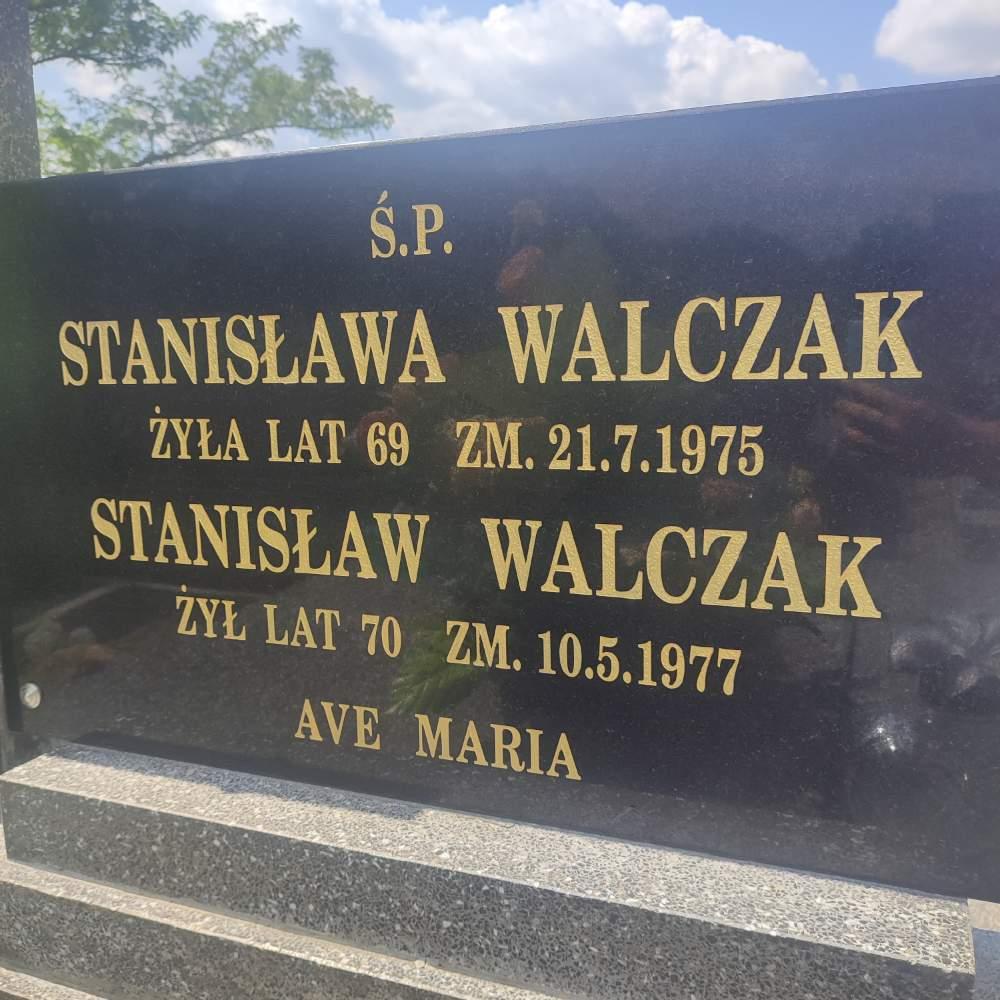 Ś.P.
STANISŁAWA WALCZAK
ŻYŁA LAT 69 ZM. 21.7.1975
STANISŁAW WALCZAK
ŻYŁ LAT 70 ZM. 10.5.1977
AVE MARIA